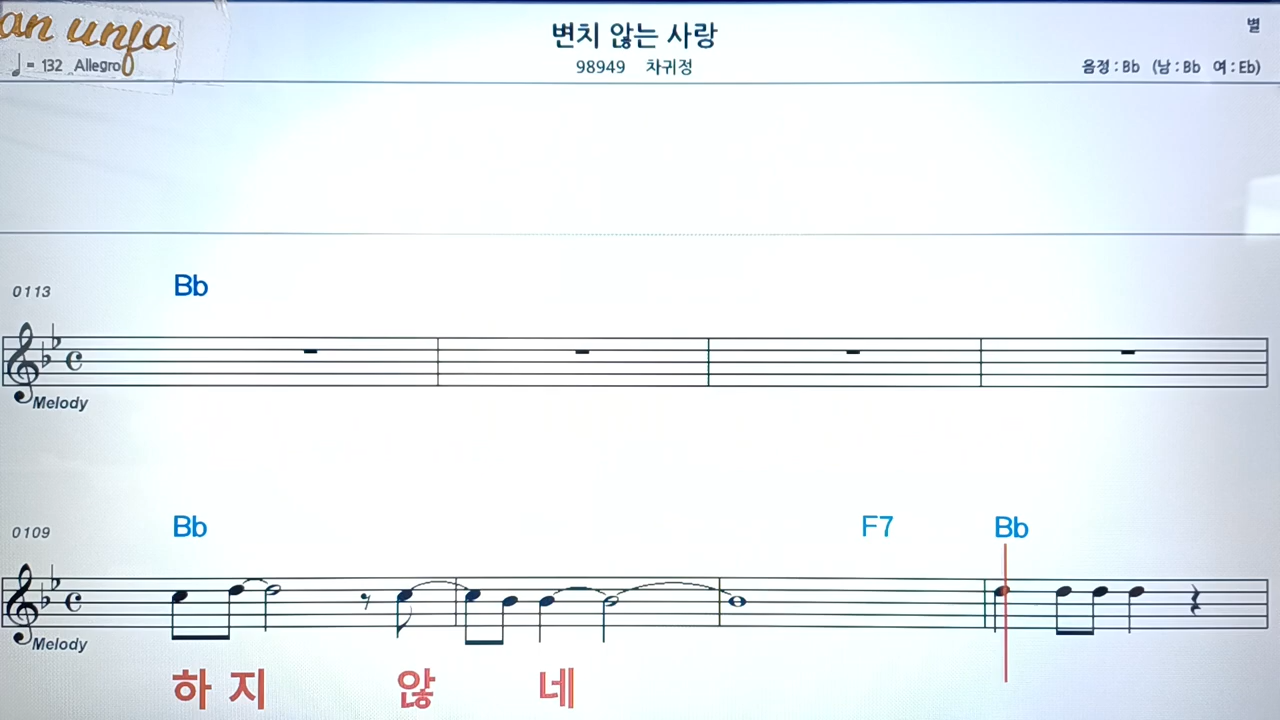 an unfa
변치 않는 사랑
별
♩ = 132 Allegro
98949 차귀정
음정 : Bb (남 : Bb 여 : Eb)
Bb
0113
Melody
Bb F7 Bb
0109
Melody
하 지 않 네